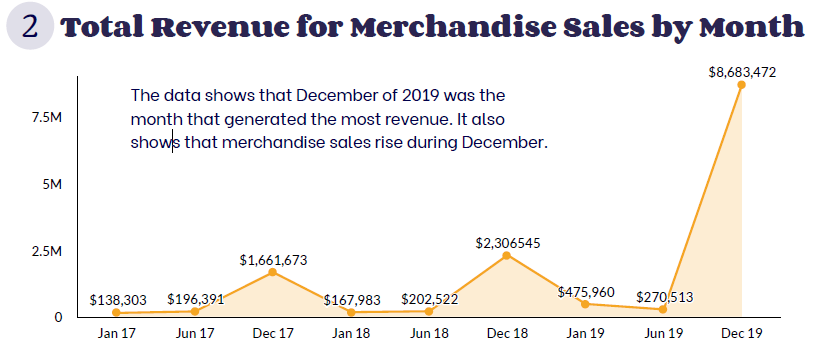 2 Total Revenue for Merchandise Sales by Month
$8,683,472
The data shows that December of 2019 was the
month that generated the most revenue. It also
shows that merchandise sales rise during December.
7.5M
5M
$2,306545
2.5M
$1,661,673
$138,303 $196,391 $167,983 $202,522 $475,960 $270,513
0
Jan 17 Jun 17 Dec 17 Jan 18 Jun 18 Dec 18 Jan 19 Jun 19 Dec 19